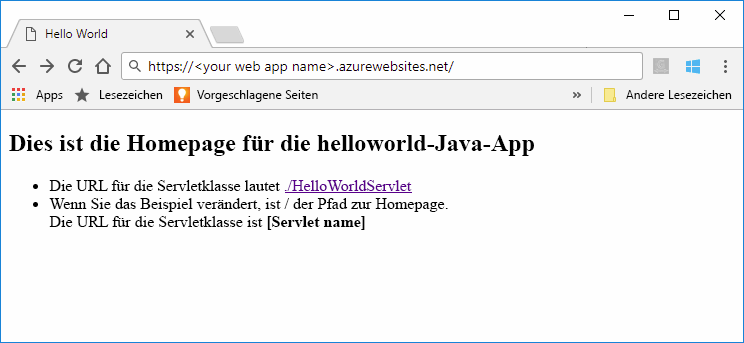 Hello World
https://<your web app name>.azurewebsites.net/
Apps Lesezeichen Vorgeschlagene Seiten » Andere Lesezeichen
Dies ist die Homepage für die helloworld-Java-App
• Die URL für die Servletklasse lautet ./HelloWorldServlet
• Wenn Sie das Beispiel verändert, ist / der Pfad zur Homepage.
Die URL für die Servletklasse ist [Servlet name]